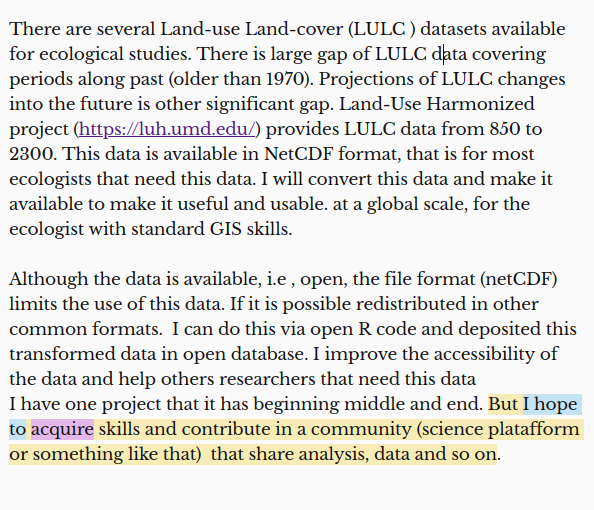 There are several Land-use Land-cover (LULC ) datasets available
for ecological studies. There is large gap of LULC data covering
periods along past (older than 1970). Projections of LULC changes
into the future is other significant gap. Land-Use Harmonized
project (https://luh.umd.edu/) provides LULC data from 850 to
2300. This data is available in NetCDF format, that is for most
ecologists that need this data. I will convert this data and make it
available to make it useful and usable. at a global scale, for the
ecologist with standard GIS skills.
Although the data is available, i.e , open, the file format (netCDF)
limits the use of this data. If it is possible redistributed in other
common formats.  I can do this via open R code and deposited this
transformed data in open database. I improve the accessibility of
the data and help others researchers that need this data
I have one project that it has beginning middle and end. But I hope
to acquire skills and contribute in a community (science platafform
or something like that)  that share analysis, data and so on.